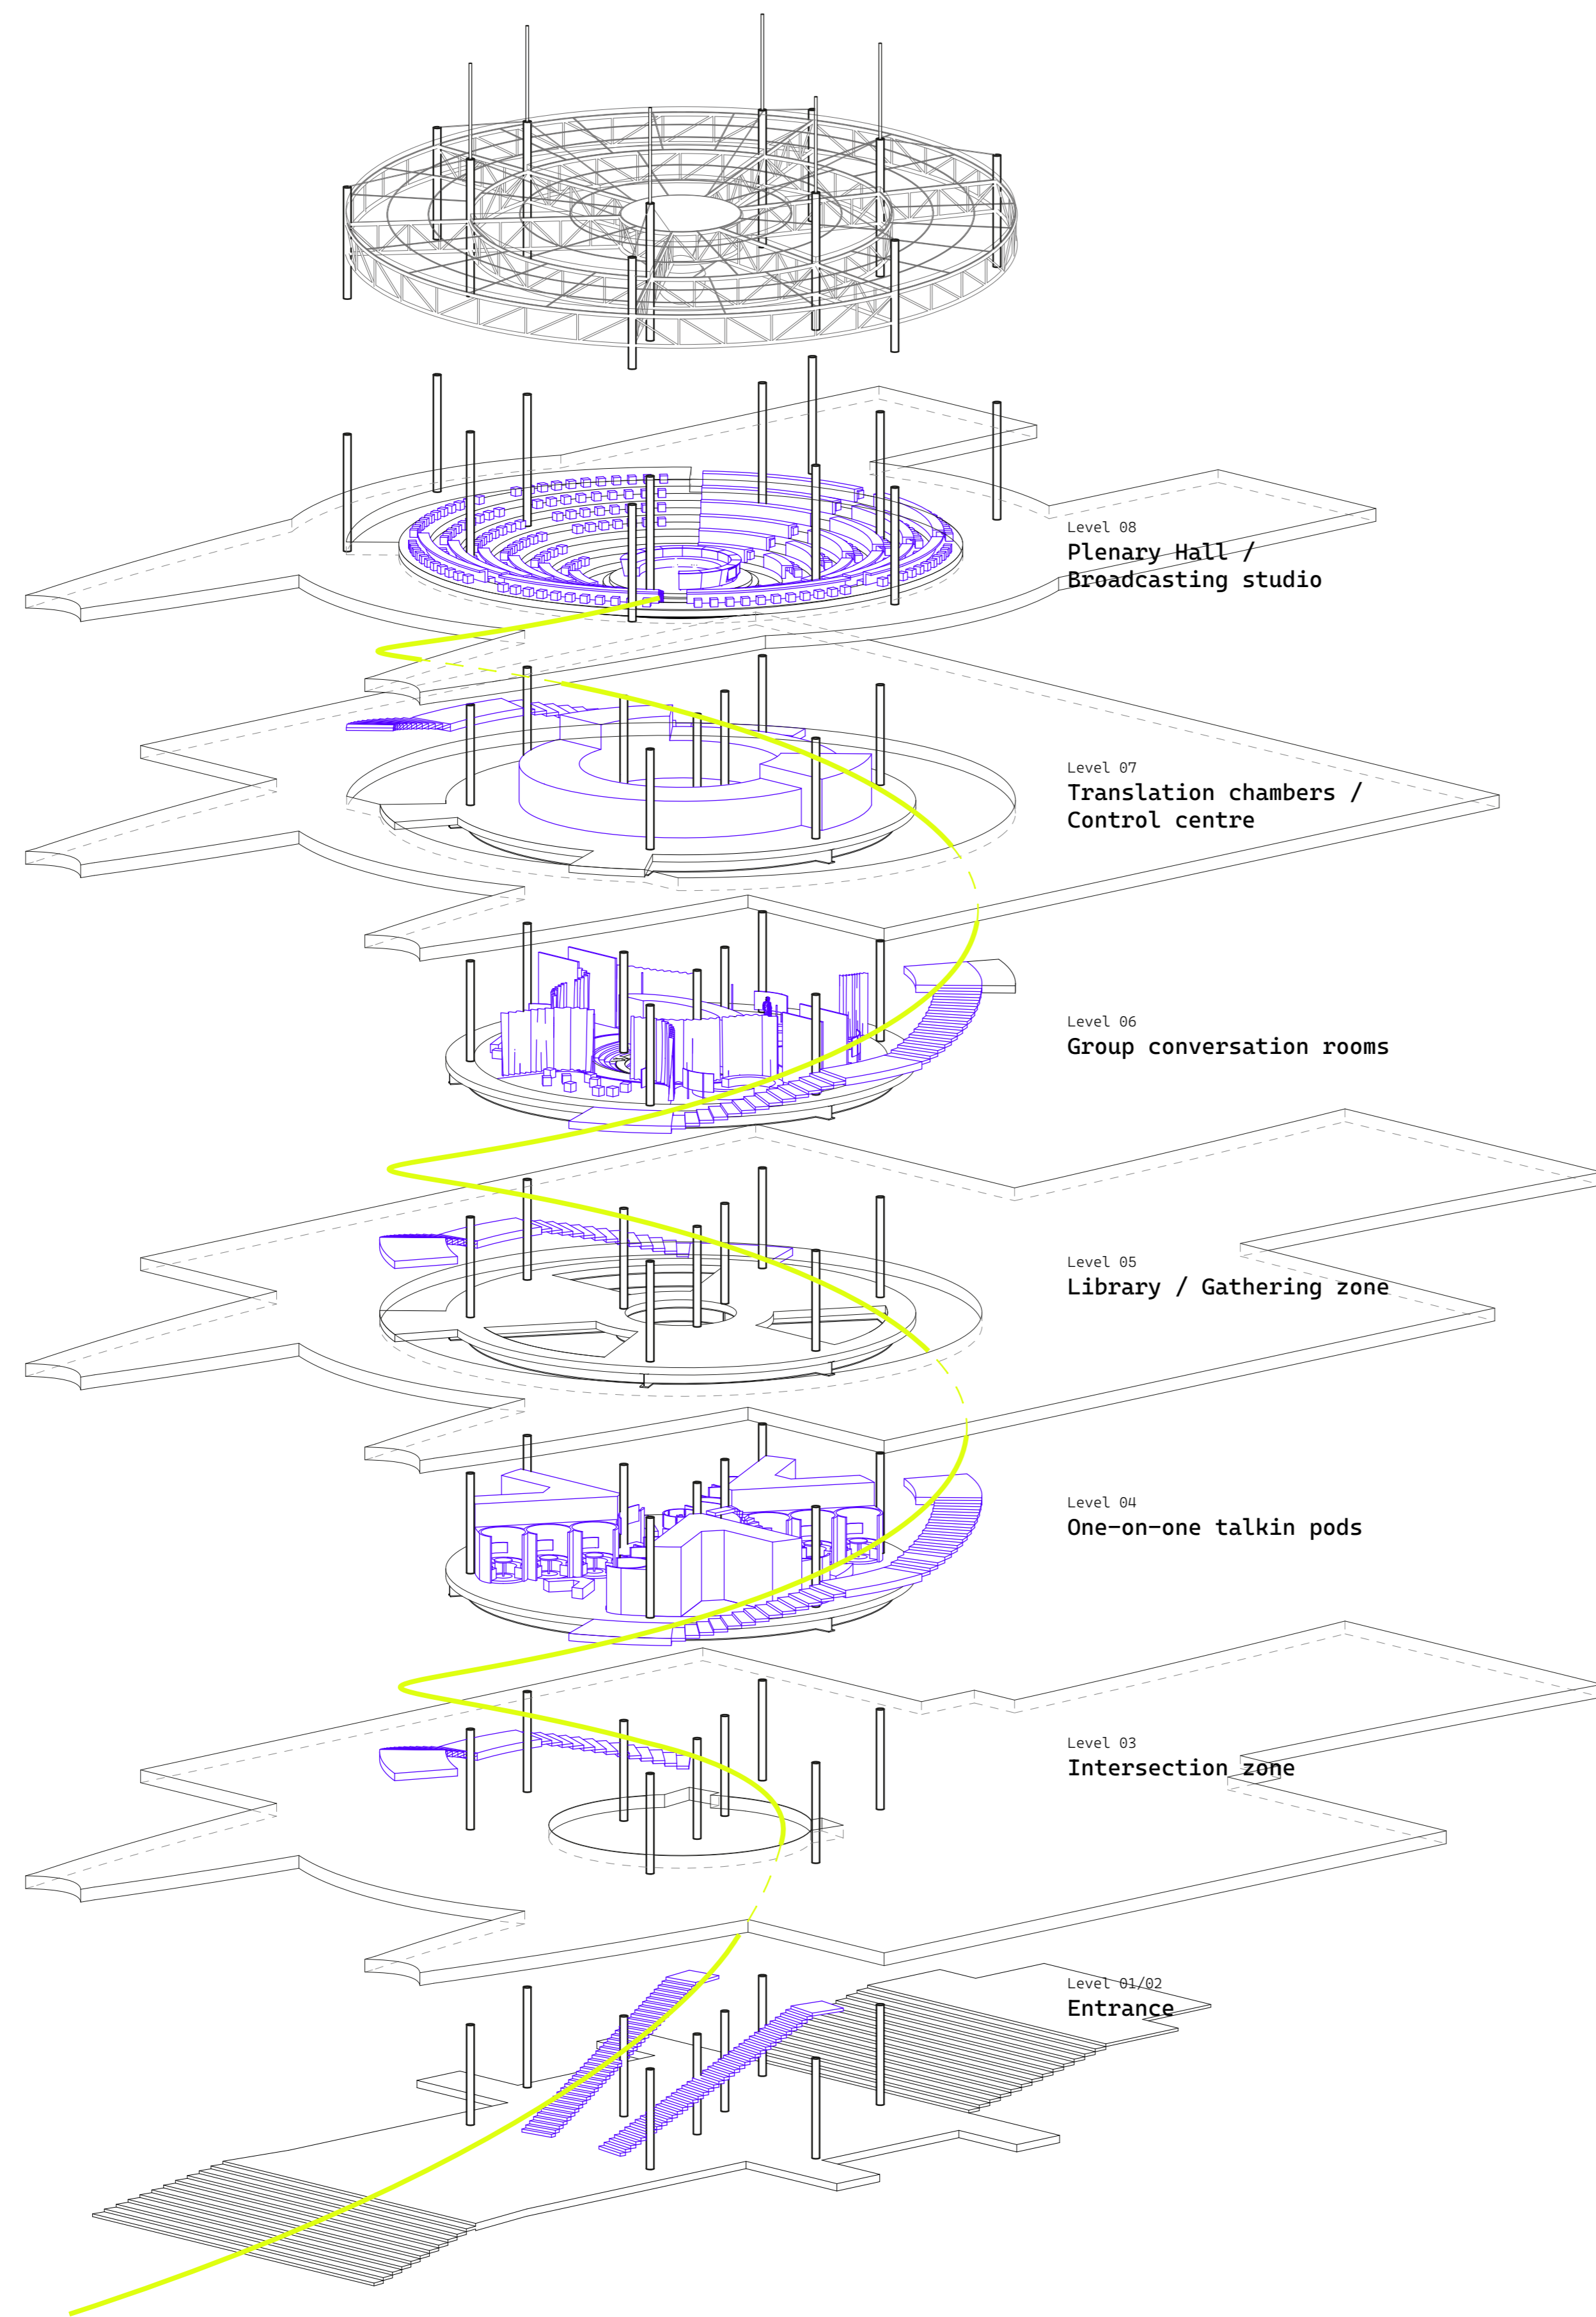 Level 08
Plenary Hall /
Broadcasting studio
Level 07
Translation chambers /
Control centre
Level 06
Group conversation rooms
Level 05
Library / Gathering zone
Level 04
One-on-one talkin pods
Level 03
Intersection zone
Level 01/02
Entrance